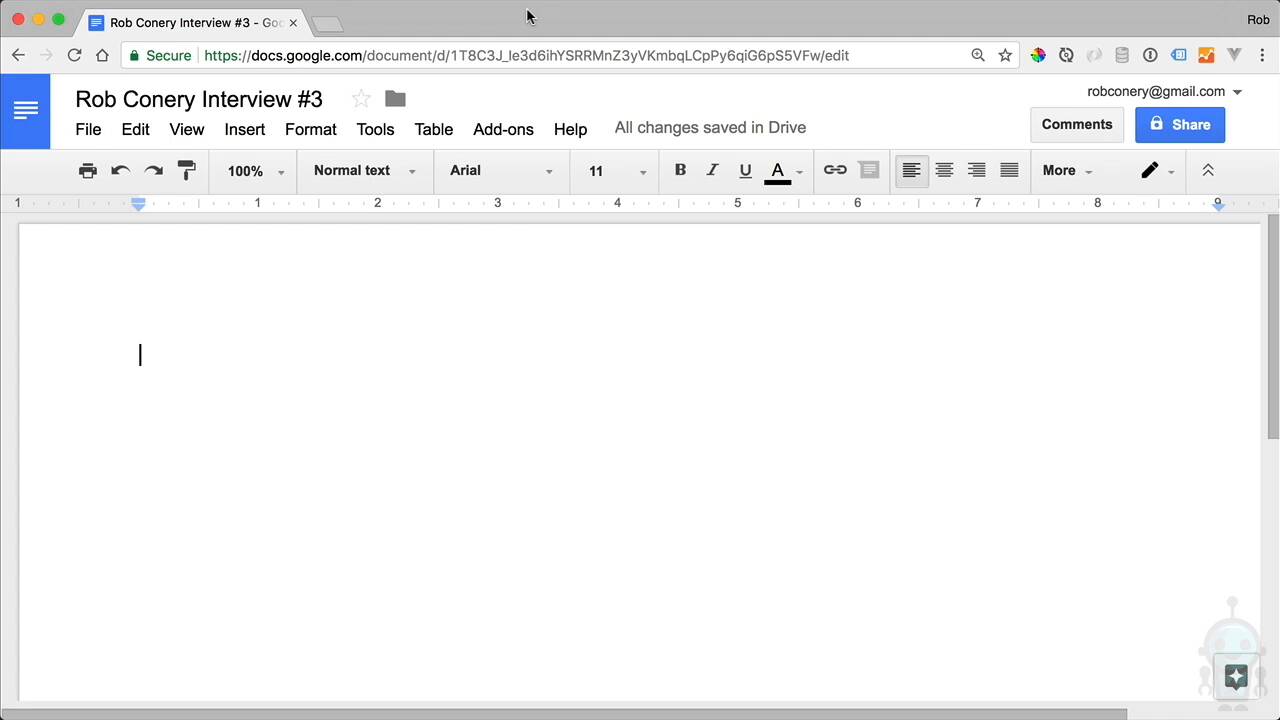 Rob Conery Interview #3 - Goo
Rob
Secure
https://docs.google.com/document/d/1T8C3J_Ie3d6ihYSRRMnZ3yVKmbqLCpPy6qiG6pS5VFw/edit
Rob Conery Interview #3
robconery@gmail.com
File Edit View Insert Format Tools Table Add-ons Help All changes saved in Drive
Comments Share
100% Normal text Arial 11 B I U A More
1 1 2 3 4 5 6 7 8 9